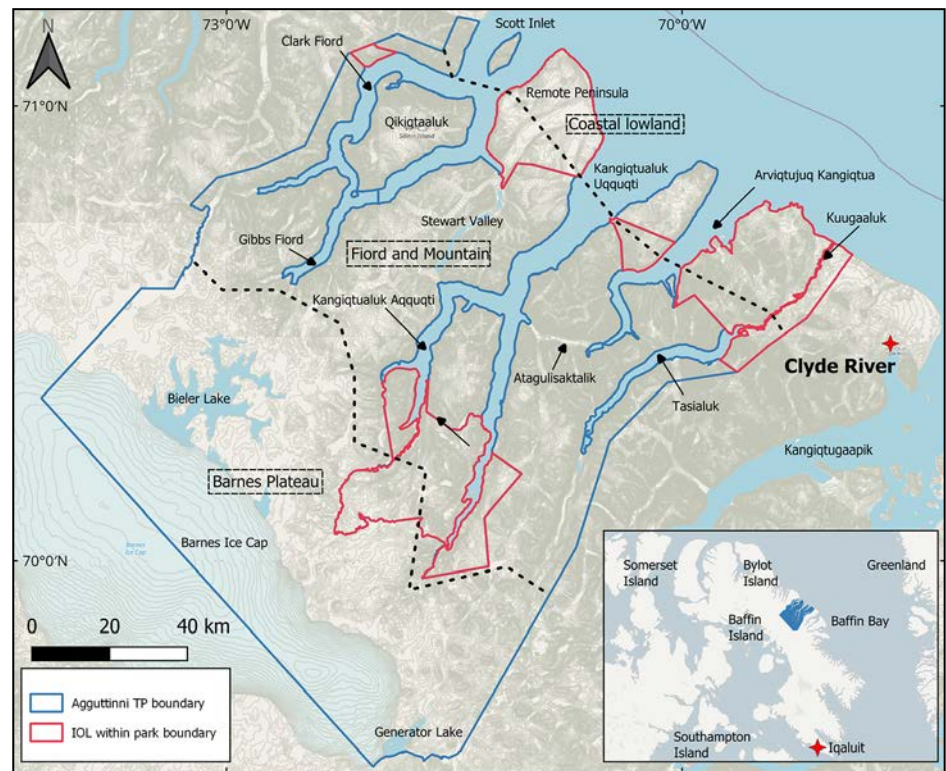 73°0'W
70°0'W
N
Scott Inlet
Clark Fiord
71°0'N
Remote Peninsula
Qikiqtaaluk
Coastal lowland
Kangiqtualuk
Uqquqti
Arviqtujuq Kangiqtua
Kuugaaluk
Stewart Valley
Gibbs Fiord
Fiord and Mountain
Kangiqtualuk Aqquqti
Clyde River
Atagulisaktalik
Tasialuk
Bieler Lake
Kangiqtugaapik
Barnes Plateau
Barnes Ice Cap
Barnes
Ice Cap
70°0'N
0 20 40 km
Agguttinni TP boundary
IOL within park boundary
Generator Lake
Somerset
Island
Bylot
Island
Greenland
Baffin
Island
Baffin Bay
Southampton
Island
Iqaluit